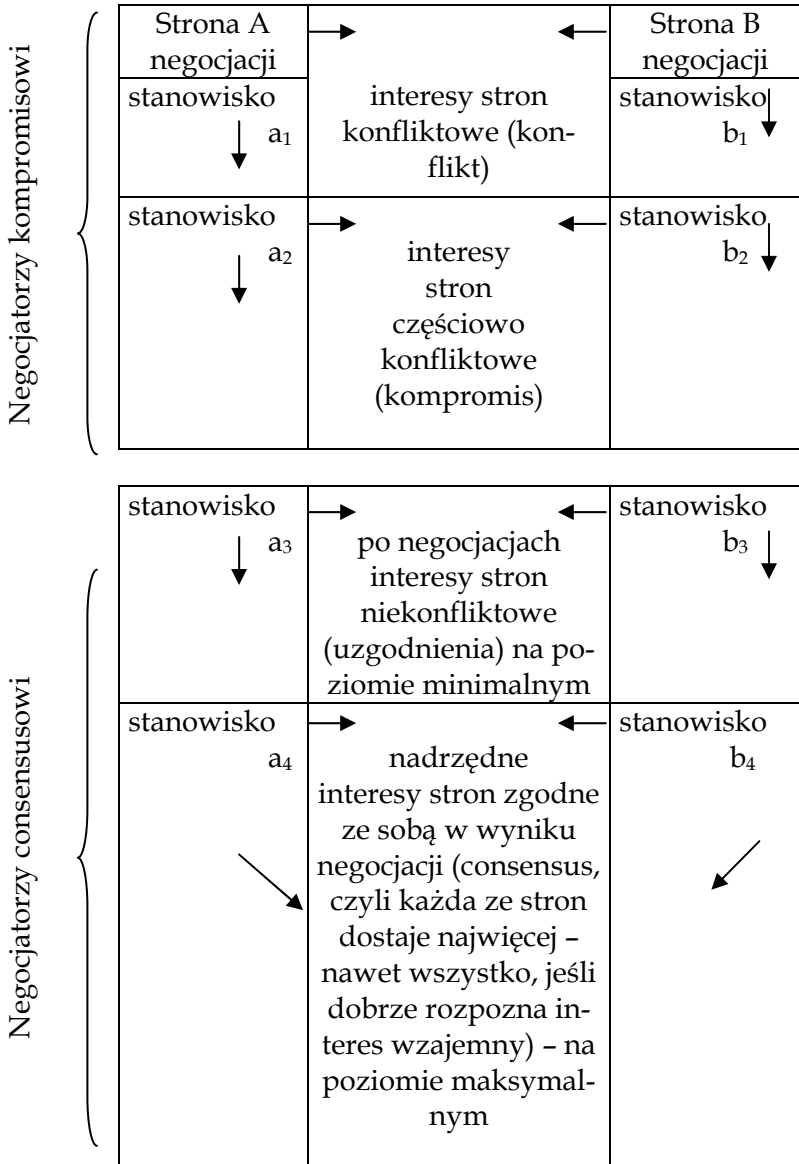 Negocjatorzy kompromisowi
Strona A
negocjacji
Strona B
negocjacji
stanowisko
a₁
interesy stron
konfliktowe (kon-
flikt)
stanowisko
b₁
stanowisko
a₂
interesy
stron
częściowo
konfliktowe
(kompromis)
stanowisko
b₂
Negocjatorzy consensusowi
stanowisko
a₃
po negocjacjach
interesy stron
niekonfliktowe
(uzgodnienia) na po-
ziomie minimalnym
stanowisko
b₃
stanowisko
a₄
nadrzędne
interesy stron zgodne
ze sobą w wyniku
negocjacji (consensus,
czyli każda ze stron
dostaje najwięcej –
nawet wszystko, jeśli
dobrze rozpozna in-
teres wzajemny) – na
poziomie maksymal-
nym
stanowisko
b₄